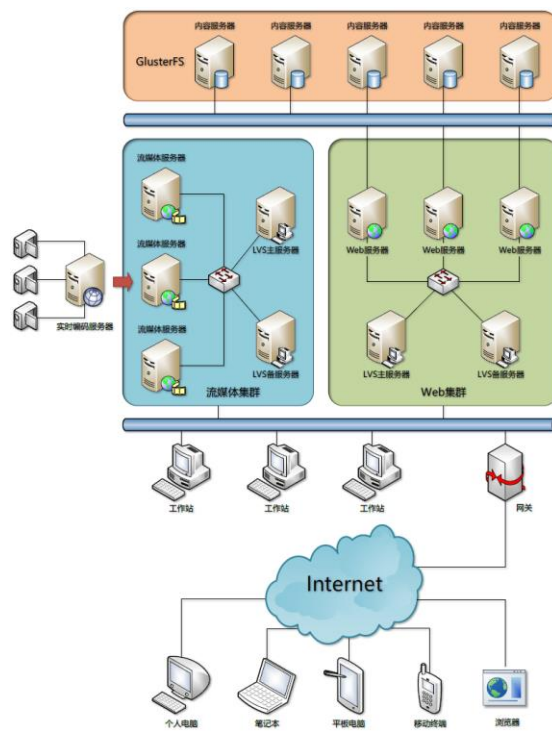 内容服务器
内容服务器
内容服务器
内容服务器
内容服务器
GlusterFS
流媒体服务器
流媒体服务器
流媒体服务器
LVS主服务器
LVS备服务器
流媒体集群
Web服务器
Web服务器
Web服务器
LVS主服务器
LVS备服务器
Web集群
实时编码服务器
工作站
工作站
工作站
网关
Internet
个人电脑
笔记本
平板电脑
移动终端
浏览器